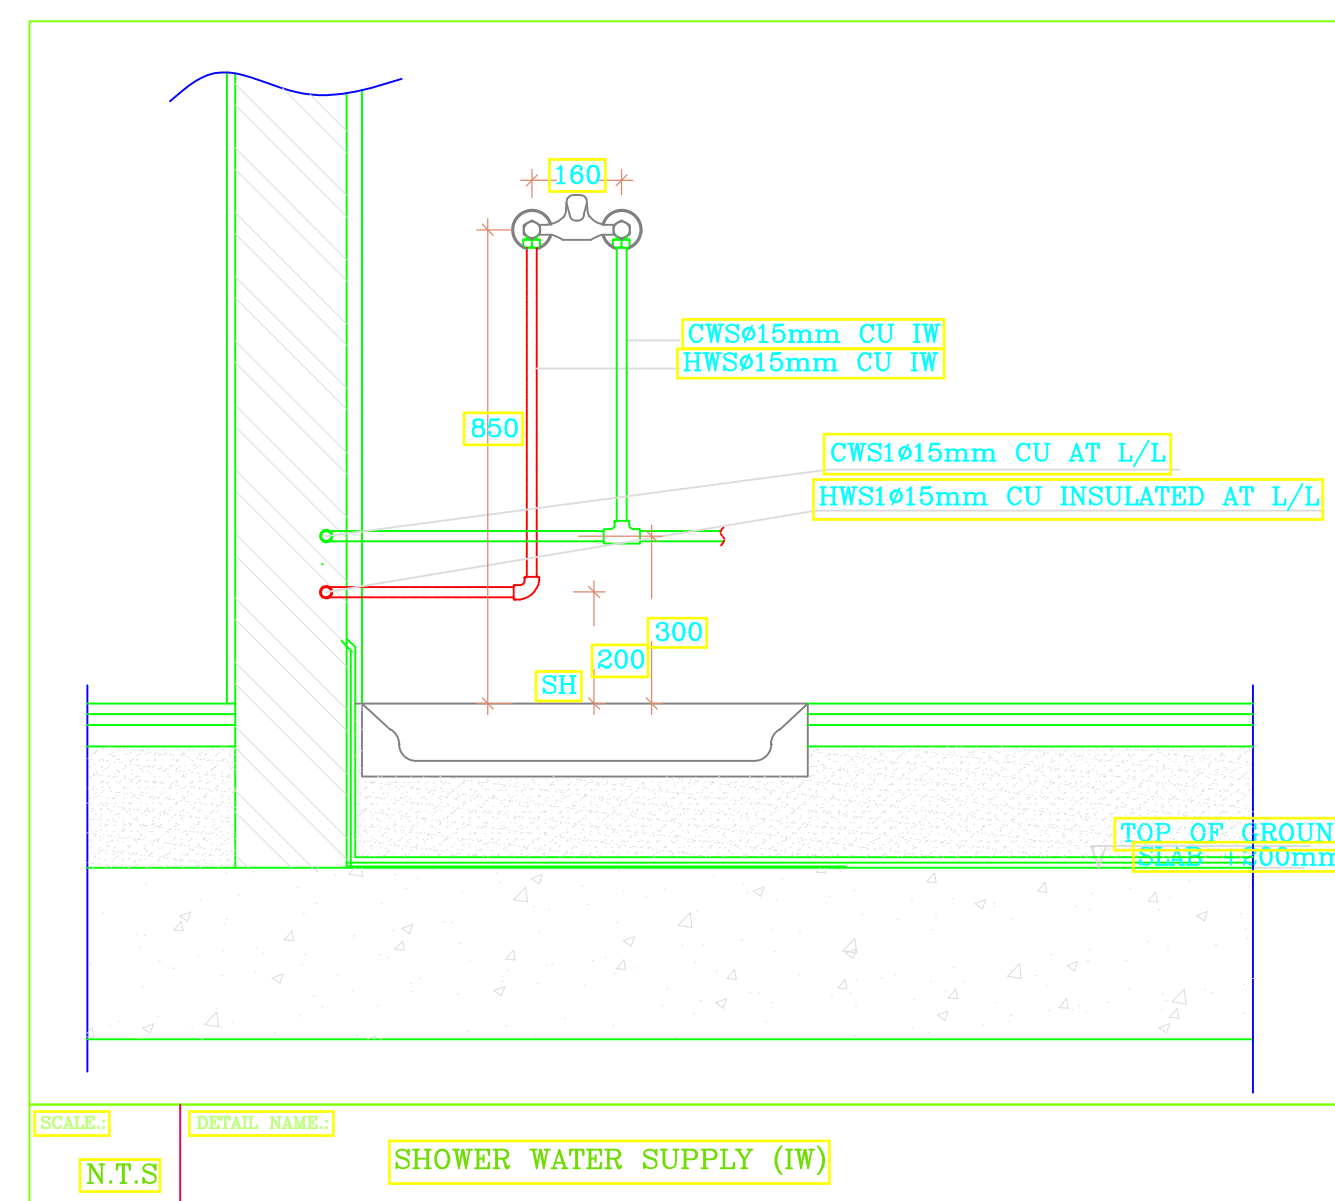 160
CWSø15mm CU IW
HWSø15mm CU IW
850
CWS1ø15mm CU AT L/L
HWS1ø15mm CU INSULATED AT L/L
300
200
SH
TOP OF GROUN
SLAB +200mm
SCALE.:
DETAIL NAME.:
N.T.S
SHOWER WATER SUPPLY (IW)